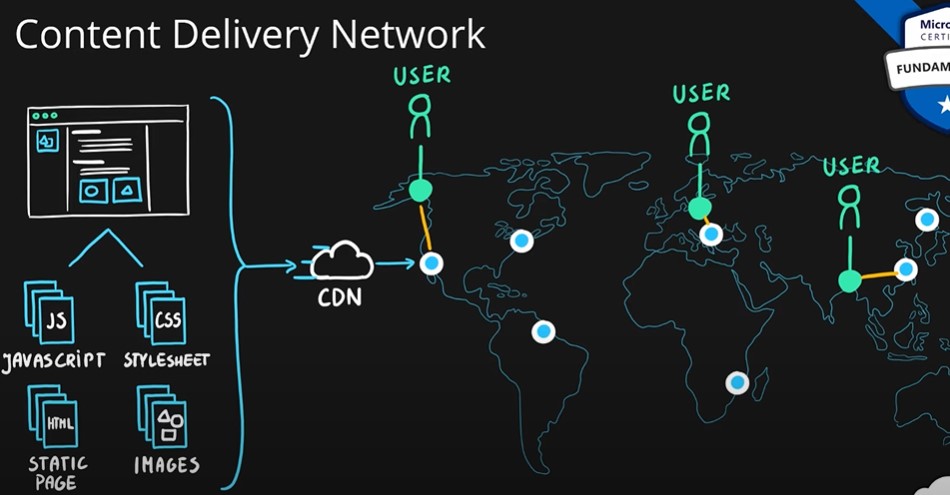 Content Delivery Network
Micro
CERTI
FUNDAM
USER
USER
USER
CDN
JS
CSS
JAVASCRIPT
STYLESHEET
HTML
STATIC
PAGE
IMAGES